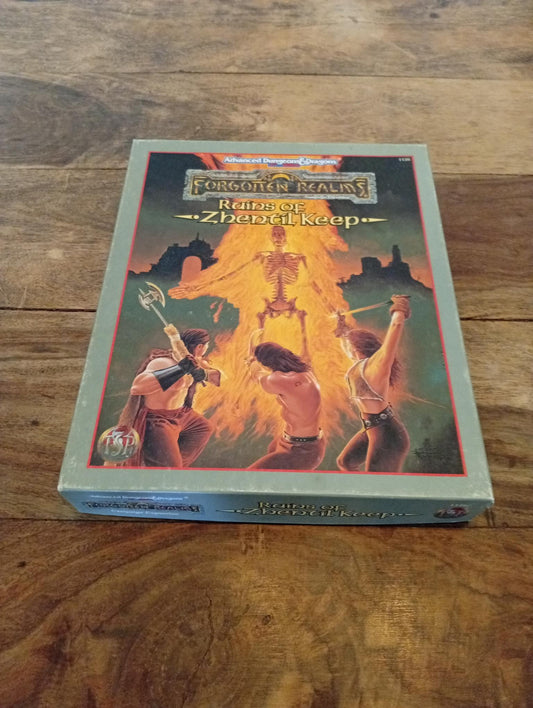 Advanced Dungeons & Dragons
1120
FORGOTTEN REALMS
Ruins of
Zhentil Keep
TSR
Advanced Dungeons & Dragons
FORGOTTEN REALMS
Ruins of
Zhentil Keep